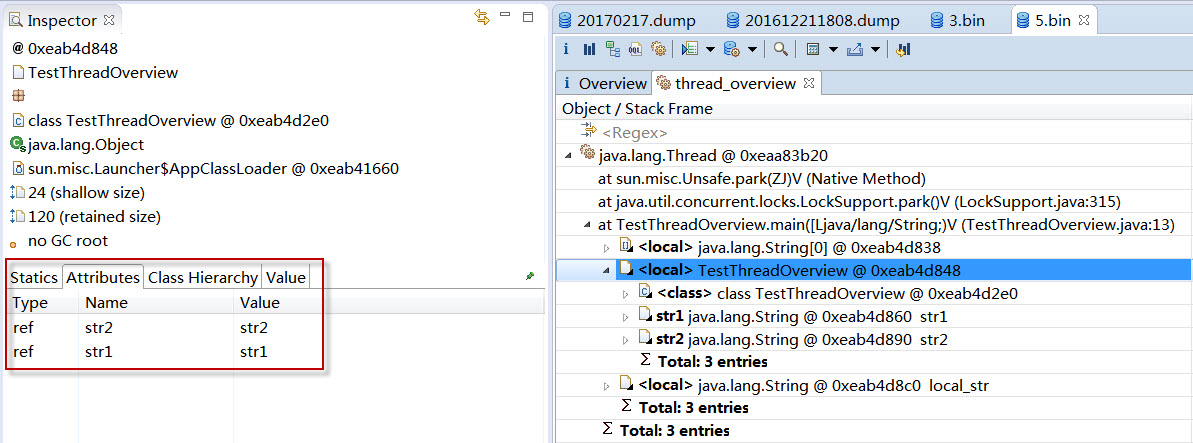 Inspector
@ 0xeab4d848
TestThreadOverview
class TestThreadOverview @ 0xeab4d2e0
java.lang.Object
sun.misc.Launcher$AppClassLoader @ 0xeab41660
24 (shallow size)
120 (retained size)
no GC root
Statics Attributes Class Hierarchy Value
Type Name Value
ref str2 str2
ref str1 str1
20170217.dump 201612211808.dump 3.bin 5.bin
i OQL
i Overview thread_overview
Object / Stack Frame
<Regex>
java.lang.Thread @ 0xeaa83b20
at sun.misc.Unsafe.park(ZJ)V (Native Method)
at java.util.concurrent.locks.LockSupport.park()V (LockSupport.java:315)
at TestThreadOverview.main([Ljava/lang/String;)V (TestThreadOverview.java:13)
<local> java.lang.String[0] @ 0xeab4d838
<local> TestThreadOverview @ 0xeab4d848
<class> class TestThreadOverview @ 0xeab4d2e0
str1 java.lang.String @ 0xeab4d860 str1
str2 java.lang.String @ 0xeab4d890 str2
Σ Total: 3 entries
<local> java.lang.String @ 0xeab4d8c0 local_str
Σ Total: 3 entries
Σ Total: 3 entries